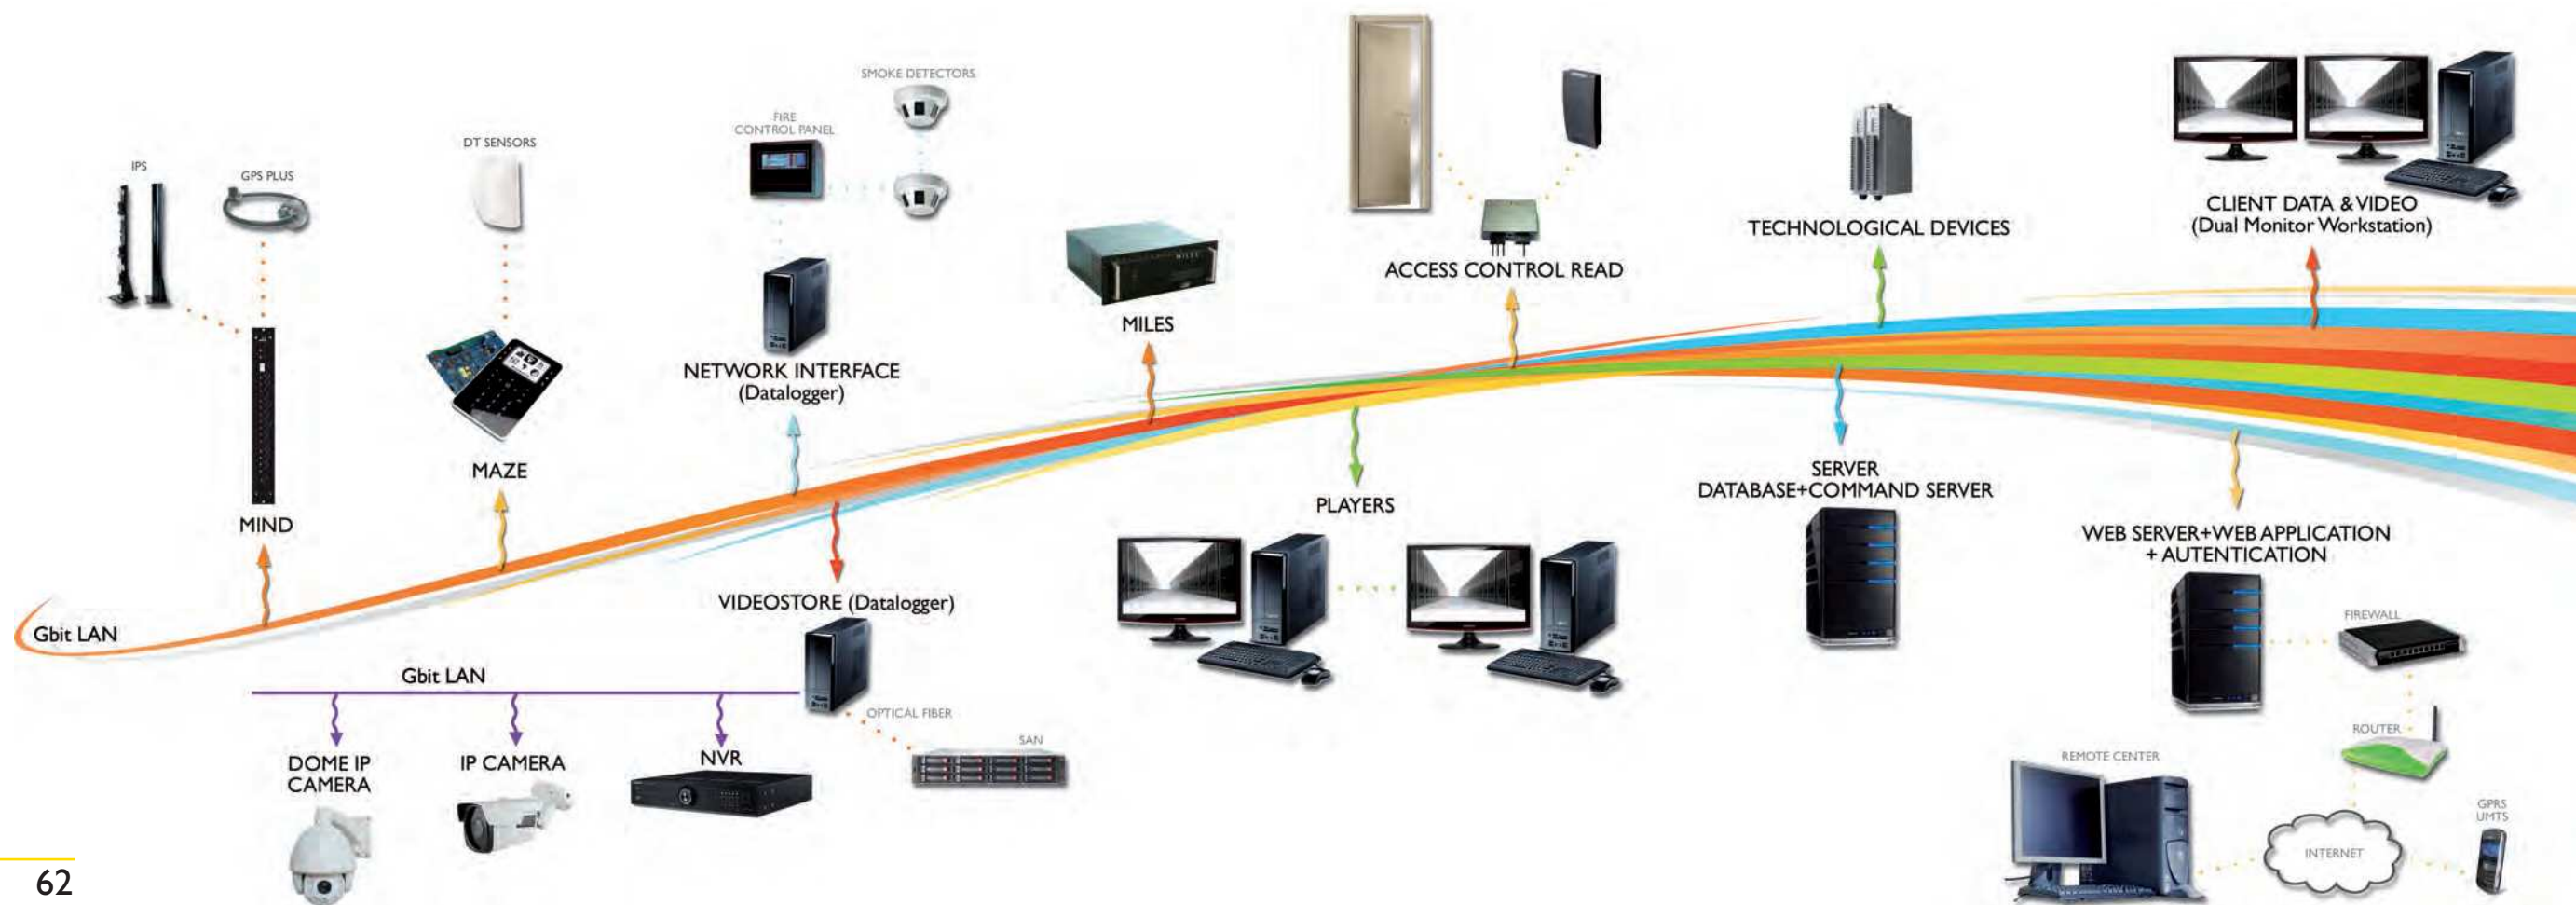 IPS
GPS PLUS
MIND
DT SENSORS
MAZE
FIRE
CONTROL PANEL
SMOKE DETECTORS
NETWORK INTERFACE
(Datalogger)
MILES
MILES
ACCESS CONTROL READ
TECHNOLOGICAL DEVICES
CLIENT DATA & VIDEO
(Dual Monitor Workstation)
Gbit LAN
VIDEOSTORE (Datalogger)
Gbit LAN
OPTICAL FIBER
SAN
DOME IP
CAMERA
IP CAMERA
NVR
PLAYERS
SERVER
DATABASE+COMMAND SERVER
WEB SERVER+WEB APPLICATION
+ AUTENTICATION
FIREWALL
ROUTER
REMOTE CENTER
INTERNET
GPRS
UMTS
62